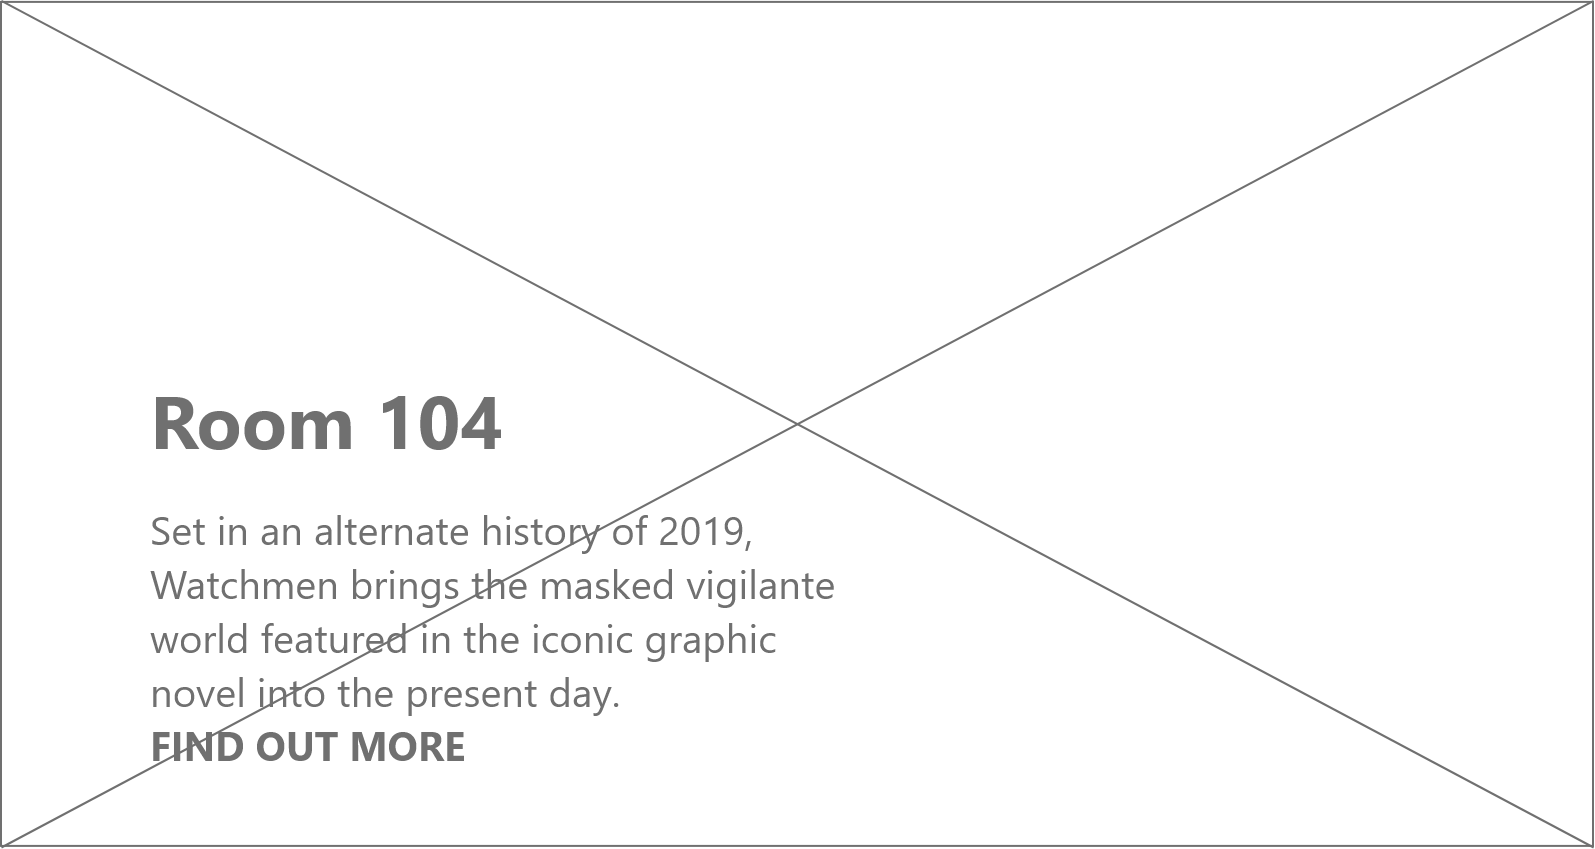 Room 104
Set in an alternate history of 2019,
Watchmen brings the masked vigilante
world featured in the iconic graphic
novel into the present day.
FIND OUT MORE